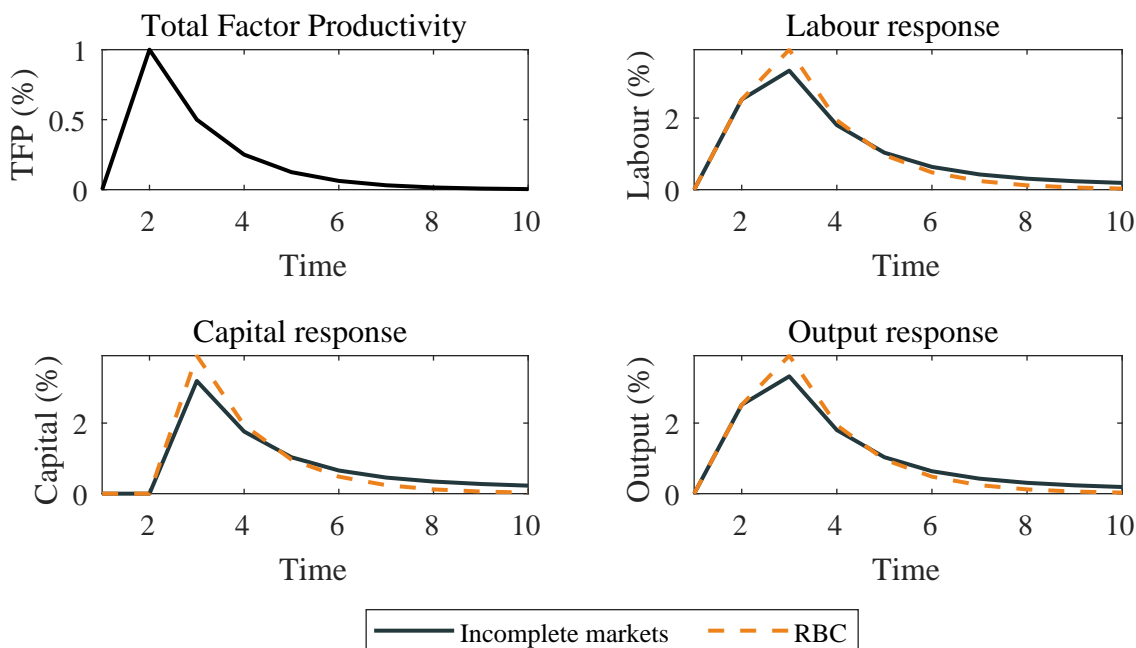 Total Factor Productivity
TFP (%)
1
0.5
0
2 4 6 8 10
Time
Labour response
Labour (%)
2
0
2 4 6 8 10
Time
Capital response
Capital (%)
2
0
2 4 6 8 10
Time
Output response
Output (%)
2
0
2 4 6 8 10
Time
Incomplete markets RBC